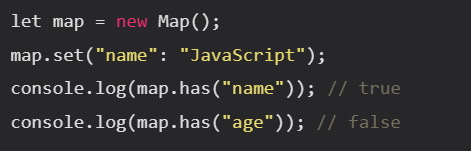 let map = new Map();
map.set("name": "JavaScript");
console.log(map.has("name")); // true
console.log(map.has("age")); // false